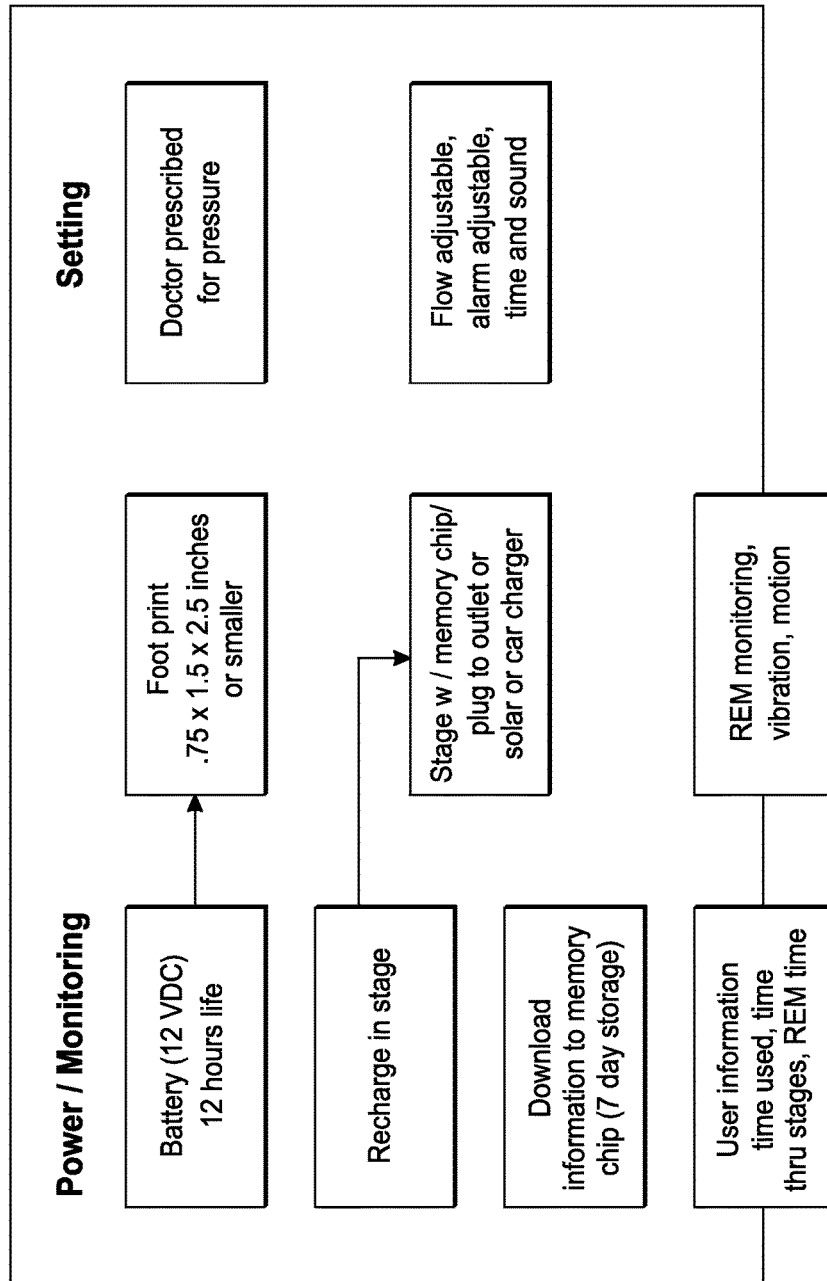 Power / Monitoring
Setting
Battery (12 VDC)
12 hours life
Foot print
.75 x 1.5 x 2.5 inches
or smaller
Doctor prescribed
for pressure
Recharge in stage
Stage w / memory chip/
plug to outlet or
solar or car charger
Flow adjustable,
alarm adjustable,
time and sound
Download
information to memory
chip (7 day storage)
User information
time used, time
thru stages, REM time
REM monitoring,
vibration, motion